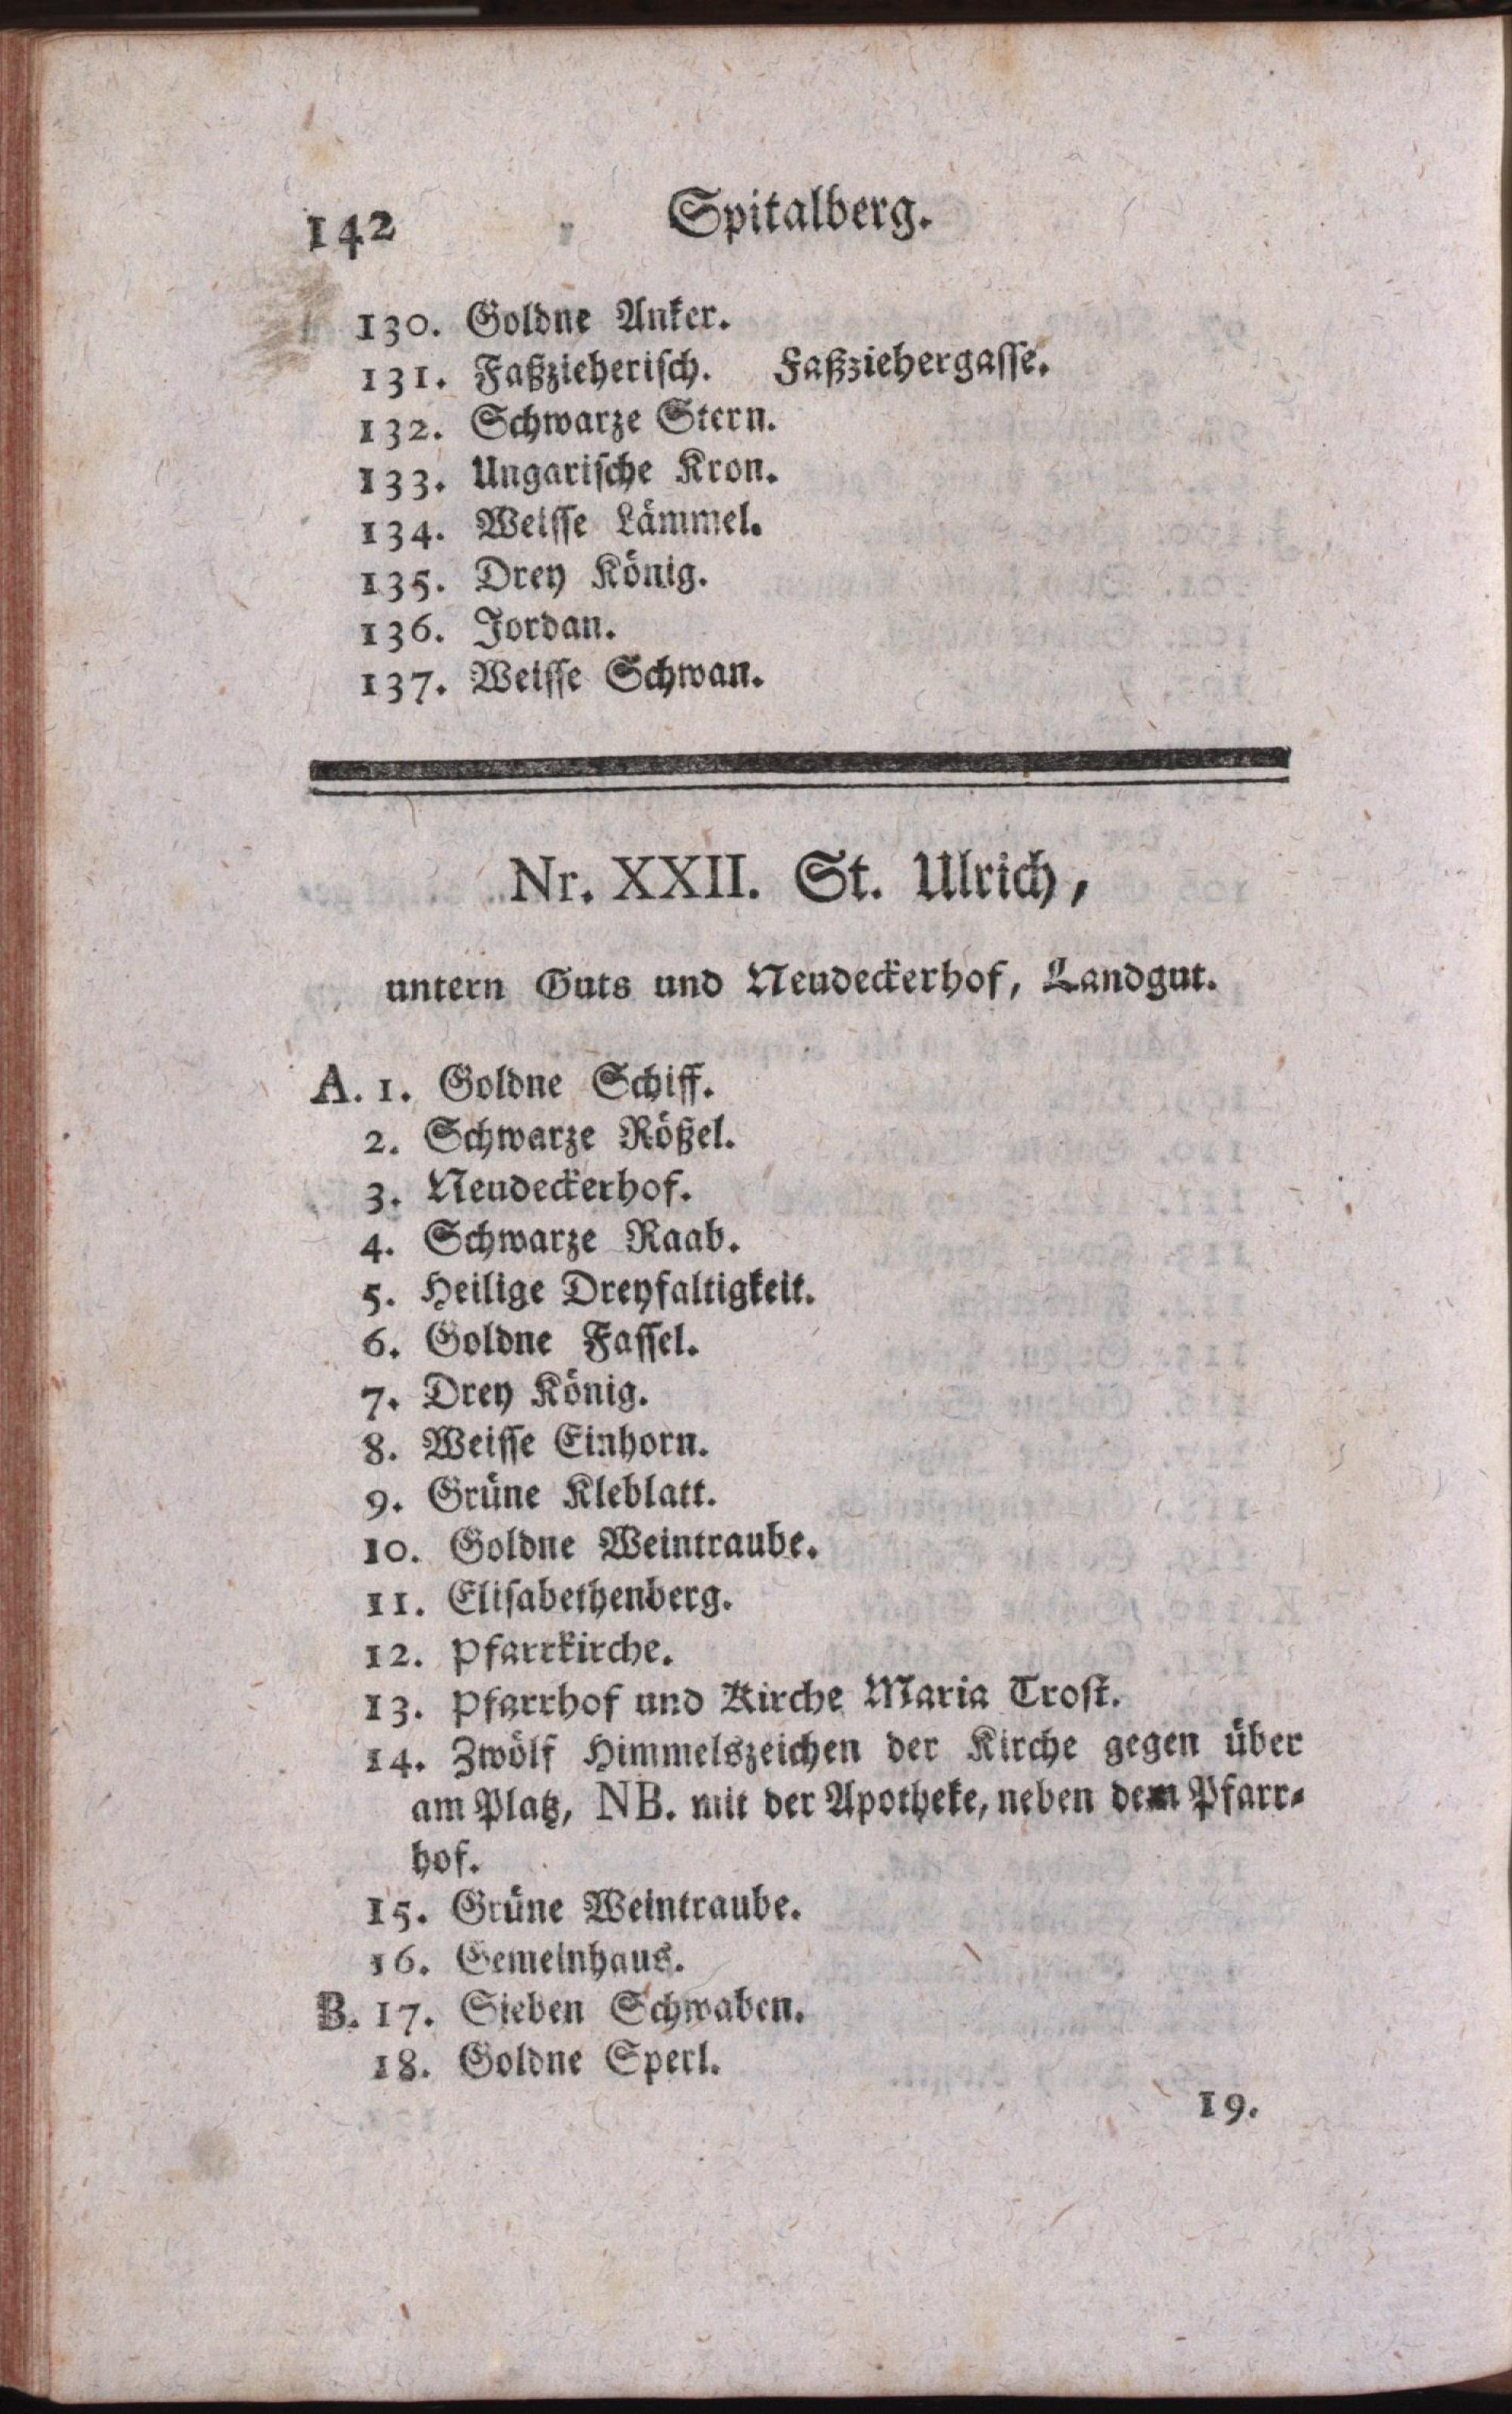 142 Spitalberg.
130. Goldne Anker.
131. Faßzieherisch. Faßziehergasse.
132. Schwarze Stern.
133. Ungarische Kron.
134. Weisse Lämmel.
135. Drey König.
136. Jordan.
137. Weisse Schwan.
Nr. XXII. St. Ulrich,
untern Guts und Neudeckerhof, Landgut.
A. 1. Goldne Schiff.
2. Schwarze Rößel.
3. Neudeckerhof.
4. Schwarze Raab.
5. Heilige Dreyfaltigkeit.
6. Goldne Fassel.
7. Drey König.
8. Weisse Einhorn.
9. Grüne Kleblatt.
10. Goldne Weintraube.
11. Elisabethenberg.
12. Pfarrkirche.
13. Pfarrhof und Kirche Maria Trost.
14. Zwölf Himmelszeichen der Kirche gegen über
am Platz, NB. mit der Apotheke, neben dem Pfarr-
hof.
15. Grüne Weintraube.
16. Gemeinhaus.
B. 17. Sieben Schwaben.
18. Goldne Sperl.
19.